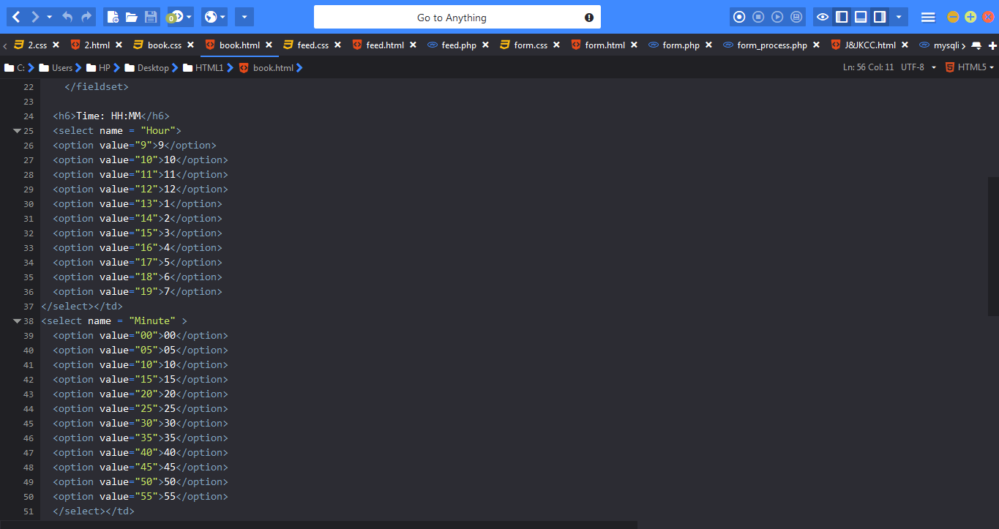 Go to Anything
0
2.css
2.html
book.css
book.html
feed.css
feed.html
feed.php
form.css
form.html
form.php
form_process.php
J&JKCC.html
mysqli
C: Users HP Desktop HTML1 book.html
Ln: 56 Col: 11 UTF-8 HTML5
22 </fieldset>
23
24 <h6>Time: HH:MM</h6>
25 <select name = "Hour">
26 <option value="9">9</option>
27 <option value="10">10</option>
28 <option value="11">11</option>
29 <option value="12">12</option>
30 <option value="13">1</option>
31 <option value="14">2</option>
32 <option value="15">3</option>
33 <option value="16">4</option>
34 <option value="17">5</option>
35 <option value="18">6</option>
36 <option value="19">7</option>
37 </select></td>
38 <select name = "Minute" >
39 <option value="00">00</option>
40 <option value="05">05</option>
41 <option value="10">10</option>
42 <option value="15">15</option>
43 <option value="20">20</option>
44 <option value="25">25</option>
45 <option value="30">30</option>
46 <option value="35">35</option>
47 <option value="40">40</option>
48 <option value="45">45</option>
49 <option value="50">50</option>
50 <option value="55">55</option>
51 </select></td>